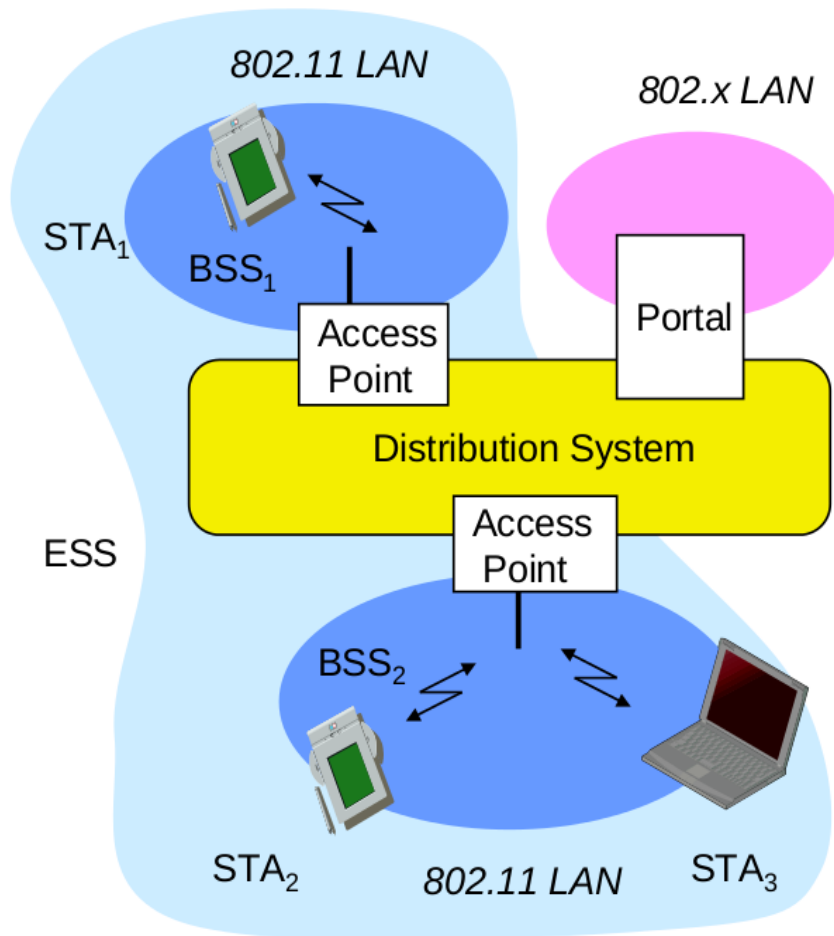 802.11 LAN
802.x LAN
STA₁
BSS₁
Access
Point
Portal
Distribution System
Access
Point
ESS
BSS₂
STA₂
802.11 LAN
STA₃